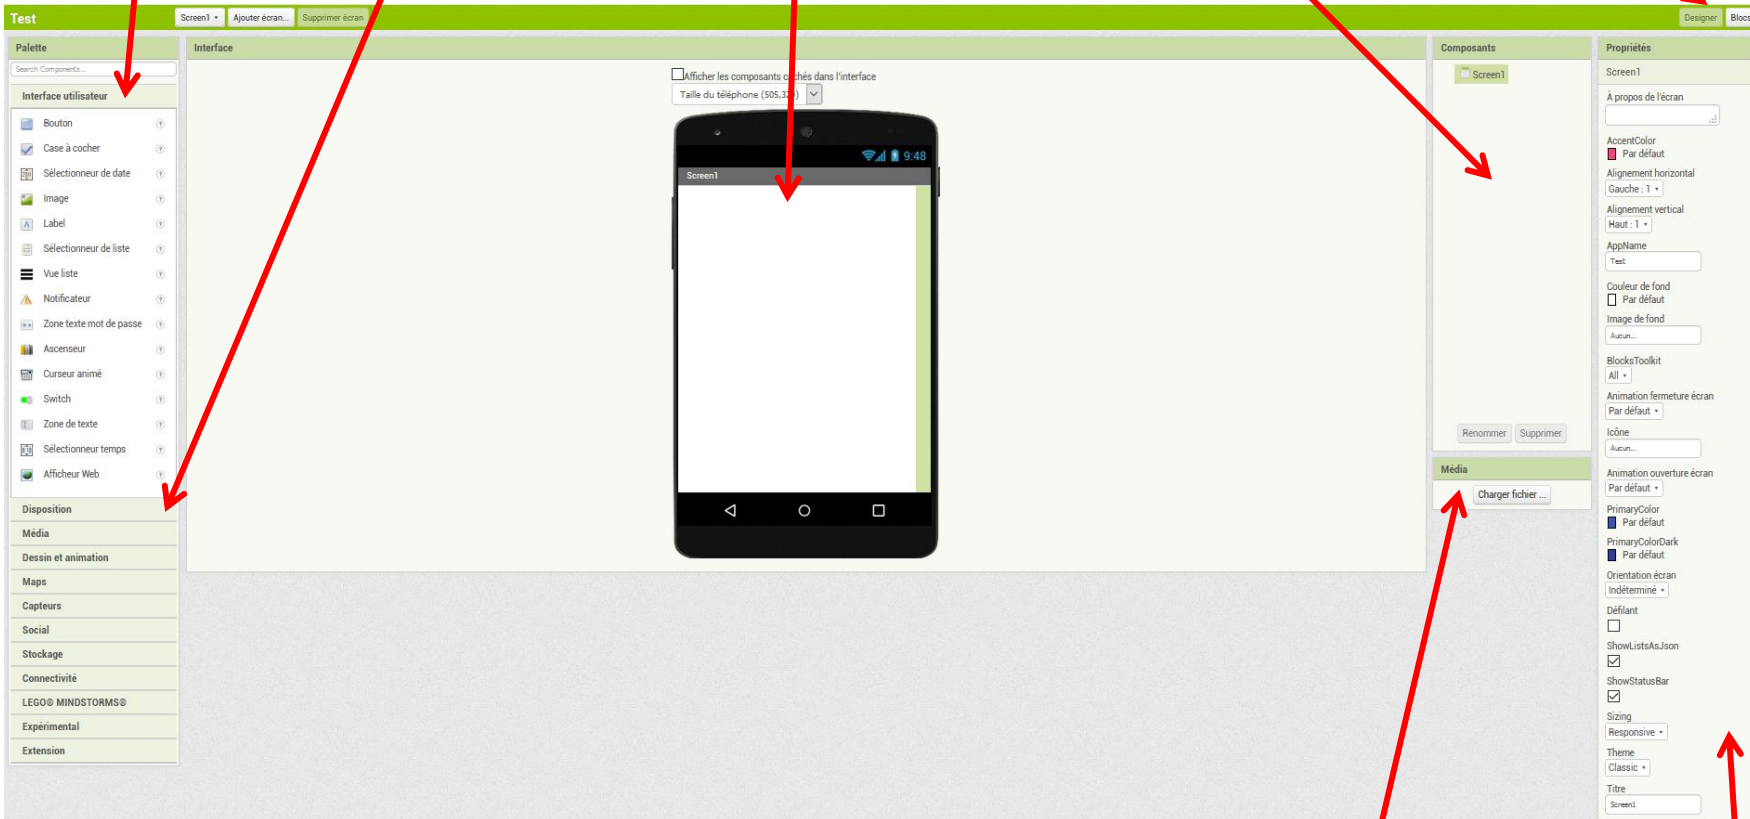 Test
Screen1
Ajouter écran...
Supprimer écran
Designer
Blocs
Palette
Search Components...
Interface utilisateur
Bouton
Case à cocher
Sélectionneur de date
Image
Label
Sélectionneur de liste
Vue liste
Notificateur
Zone texte mot de passe
Ascenseur
Curseur animé
Switch
Zone de texte
Sélectionneur temps
Afficheur Web
Disposition
Média
Dessin et animation
Maps
Capteurs
Social
Stockage
Connectivité
LEGO® MINDSTORMS®
Expérimental
Extension
Interface
Afficher les composants cachés dans l'interface
Taille du téléphone
9:48
Screen1
Composants
Screen1
Renommer
Supprimer
Média
Charger fichier ...
Propriétés
Screen1
À propos de l'écran
AccentColor
Par défaut
Alignement horizontal
Gauche : 1
Alignement vertical
Haut : 1
AppName
Test
Couleur de fond
Par défaut
Image de fond
Aucun...
BlocksToolkit
All
Animation fermeture écran
Par défaut
Icône
Aucun...
Animation ouverture écran
Par défaut
PrimaryColor
Par défaut
PrimaryColorDark
Par défaut
Orientation écran
Indéterminé
Défilant
ShowListsAsJson
ShowStatusBar
Sizing
Responsive
Theme
Classic
Titre
Screen1